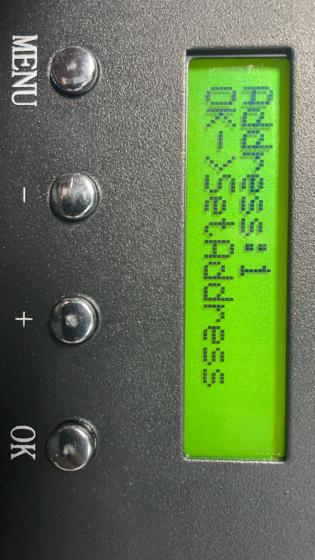 Address:1
OK->SetAddress
MENU
-
+
OK